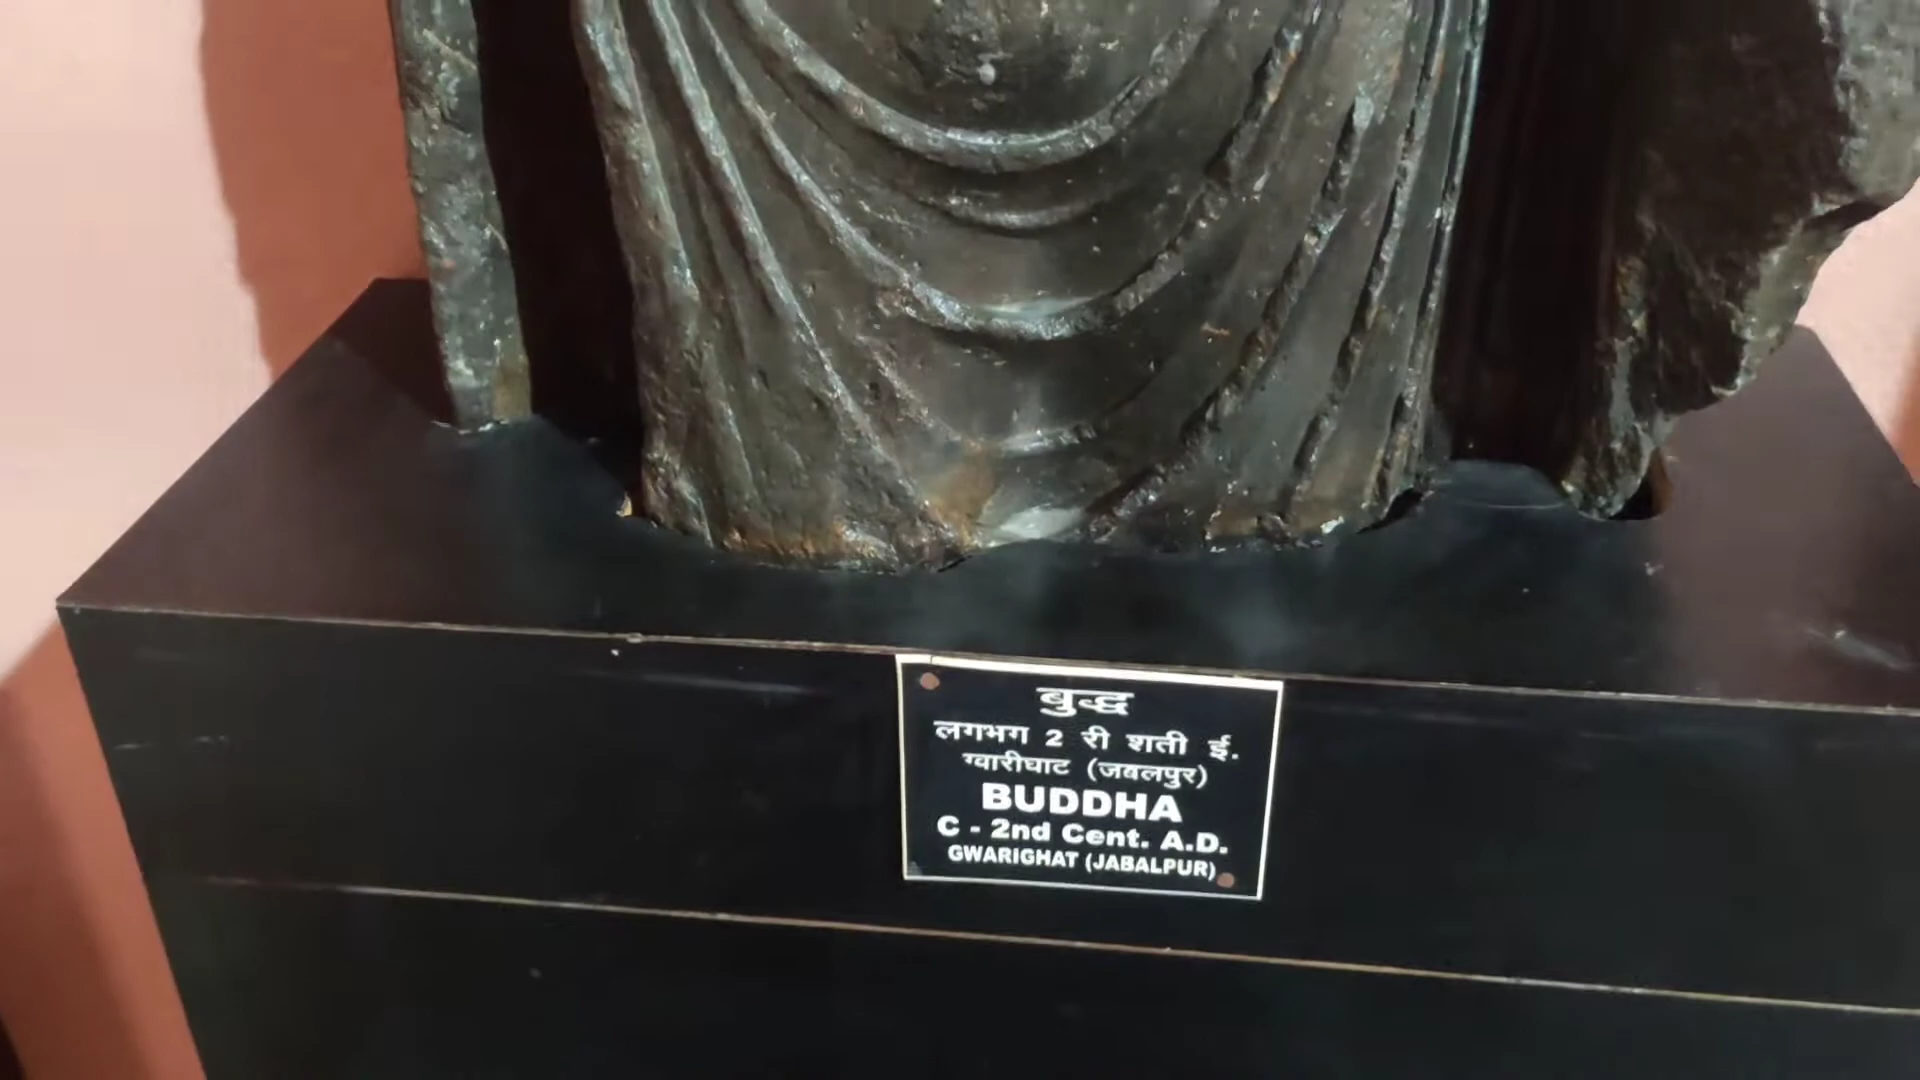 बुद्ध
लगभग 2 री शती ई.
ग्वारीघाट (जबलपुर)
BUDDHA
C - 2nd Cent. A.D.
GWARIGHAT (JABALPUR)